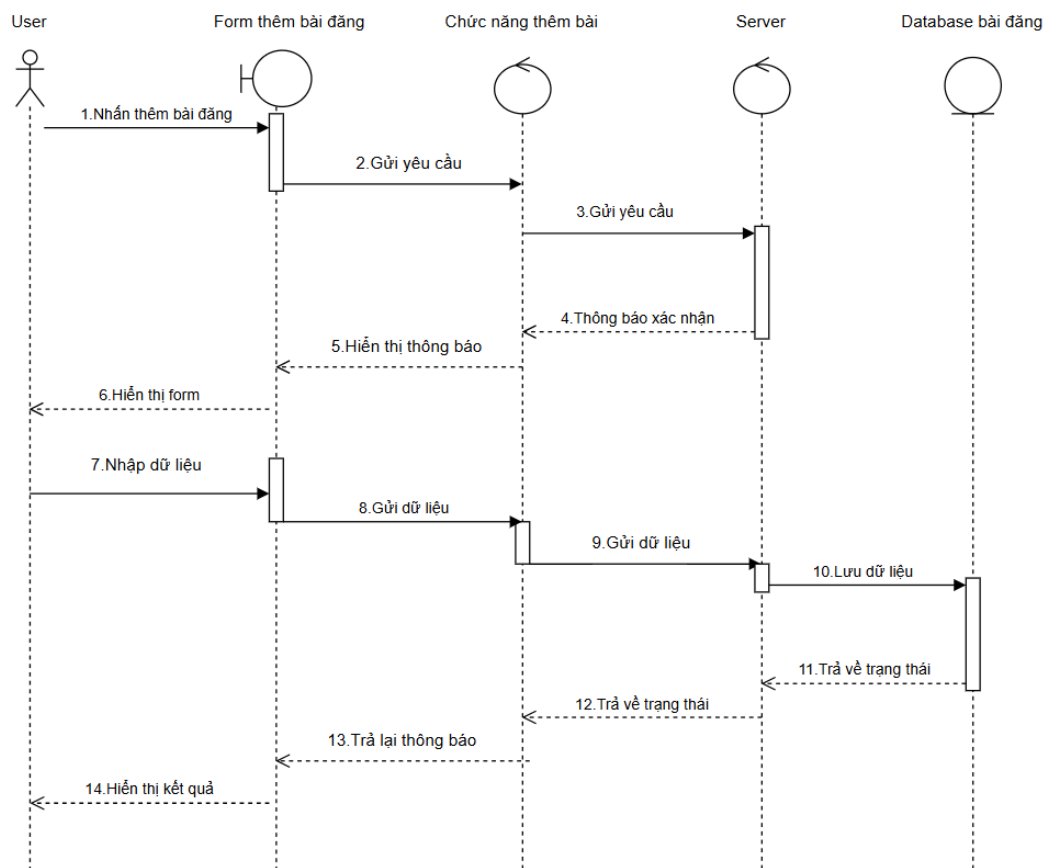 User
Form thêm bài đăng
Chức năng thêm bài
Server
Database bài đăng
1.Nhấn thêm bài đăng
2.Gửi yêu cầu
3.Gửi yêu cầu
4.Thông báo xác nhận
5.Hiển thị thông báo
6.Hiển thị form
7.Nhập dữ liệu
8.Gửi dữ liệu
9.Gửi dữ liệu
10.Lưu dữ liệu
11.Trả về trạng thái
12.Trả về trạng thái
13.Trả lại thông báo
14.Hiển thị kết quả